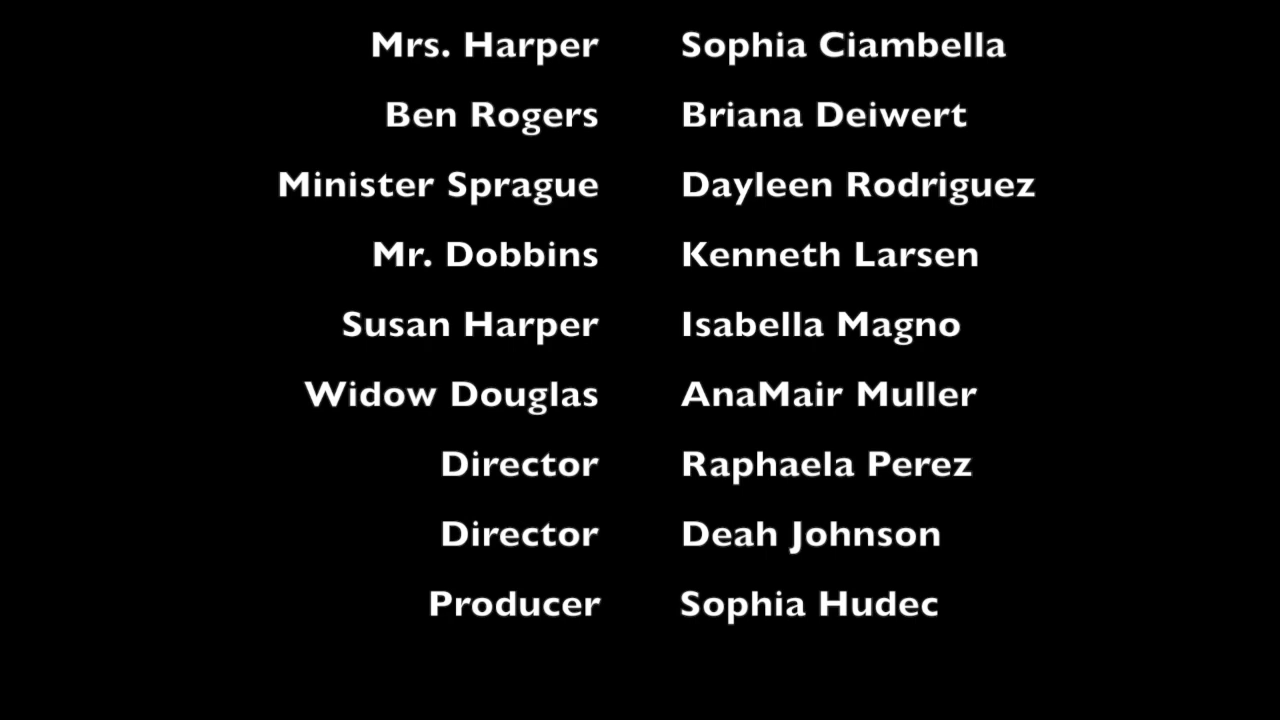 Mrs. Harper Sophia Ciambella
Ben Rogers Briana Deiwert
Minister Sprague Dayleen Rodriguez
Mr. Dobbins Kenneth Larsen
Susan Harper Isabella Magno
Widow Douglas AnaMair Muller
Director Raphaela Perez
Director Deah Johnson
Producer Sophia Hudec